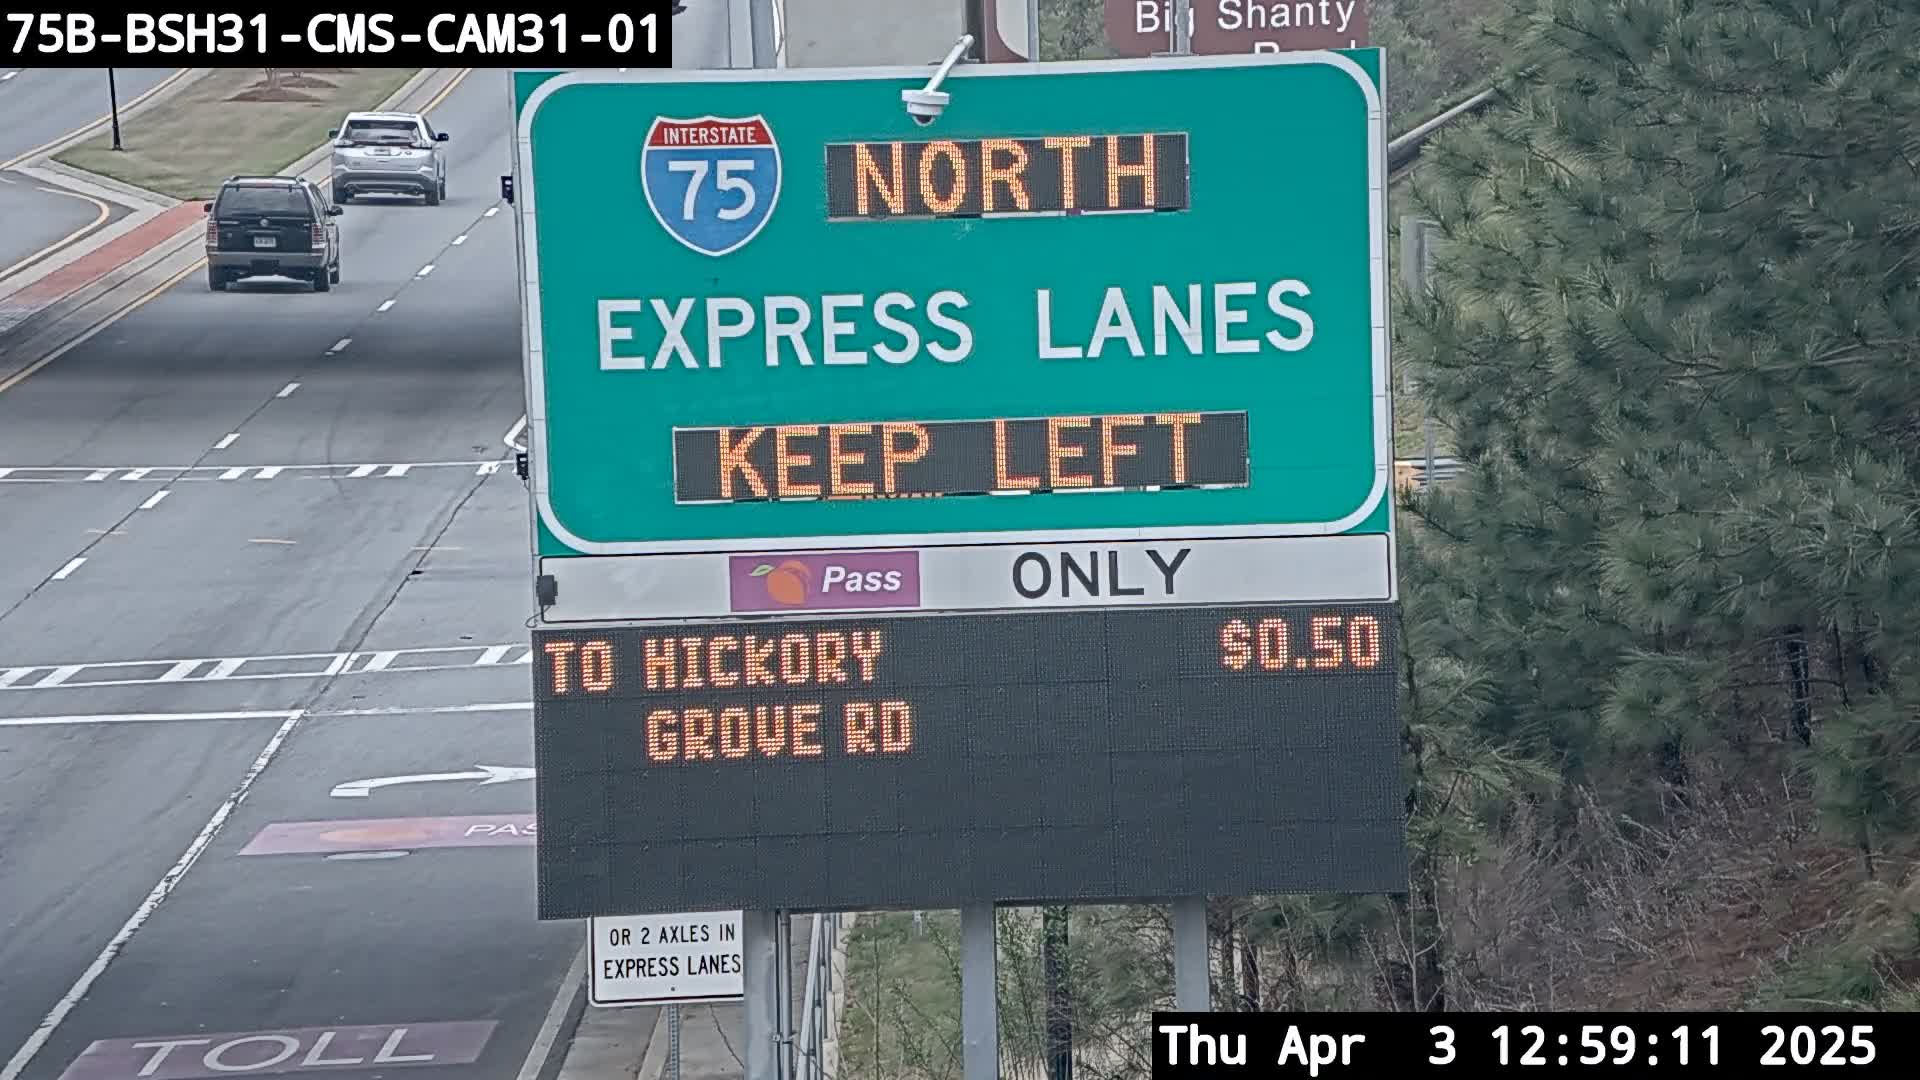 75B-BSH31-CMS-CAM31-01
Big Shanty
INTERSTATE
75
NORTH
EXPRESS LANES
KEEP LEFT
Pass ONLY
TO HICKORY $0.50
GROVE RD
PAS
OR 2 AXLES IN
EXPRESS LANES
TOLL
Thu Apr 3 12:59:11 2025